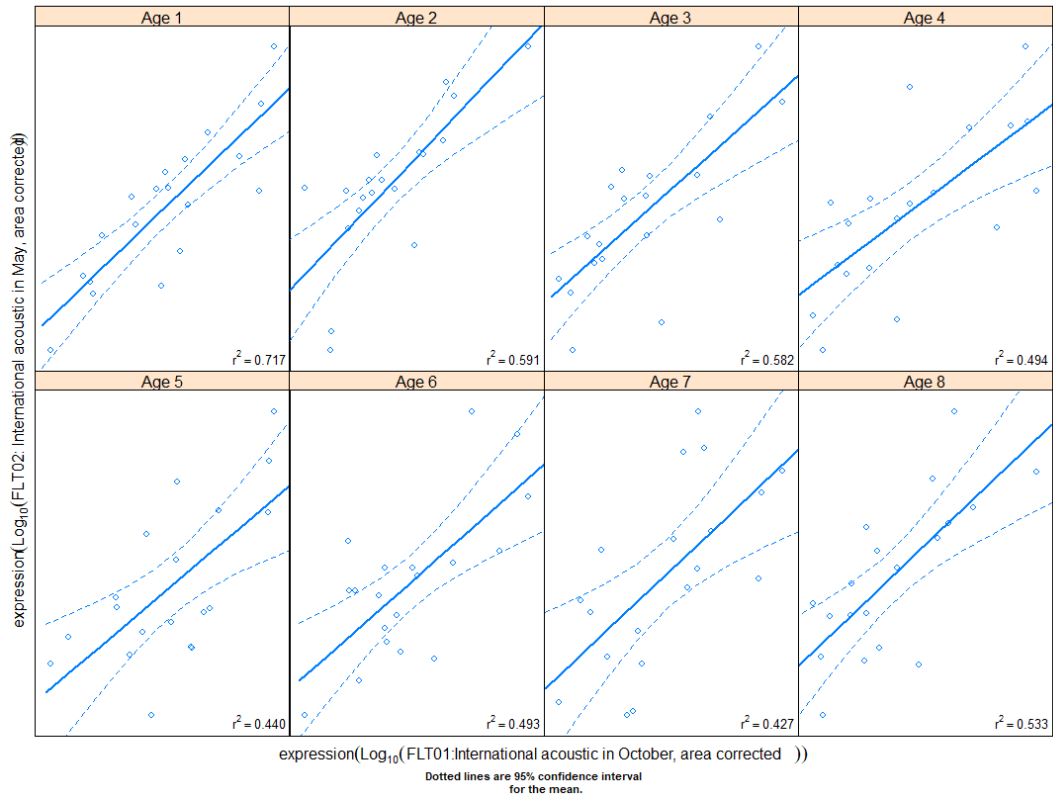 Age 1
Age 2
Age 3
Age 4
r² = 0.717
r² = 0.591
r² = 0.582
r² = 0.494
Age 5
Age 6
Age 7
Age 8
r² = 0.440
r² = 0.493
r² = 0.427
r² = 0.533
expression(Log₁₀(FLT02: International acoustic in May, area corrected))
expression(Log₁₀(FLT01:International acoustic in October, area corrected ))
Dotted lines are 95% confidence interval
for the mean.